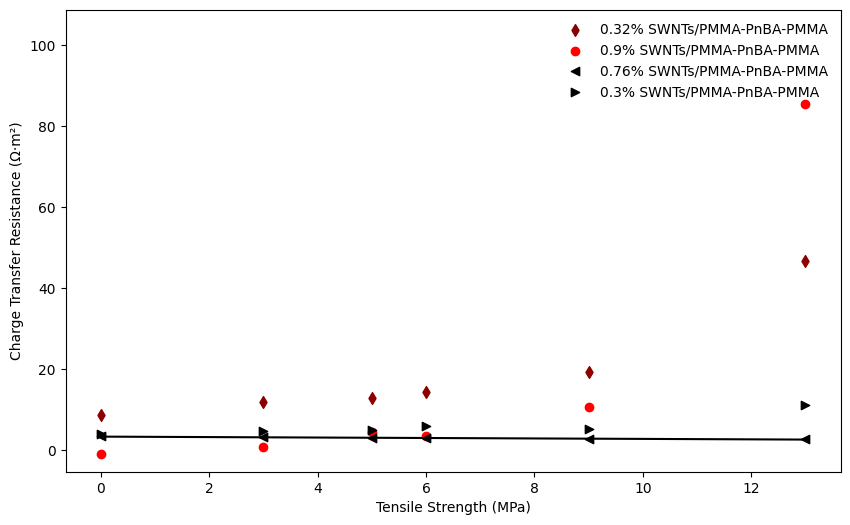 0.32% SWNTs/PMMA-PnBA-PMMA
0.9% SWNTs/PMMA-PnBA-PMMA
0.76% SWNTs/PMMA-PnBA-PMMA
0.3% SWNTs/PMMA-PnBA-PMMA
Charge Transfer Resistance (Ω·m²)
100
80
60
40
20
0
0 2 4 6 8 10 12
Tensile Strength (MPa)